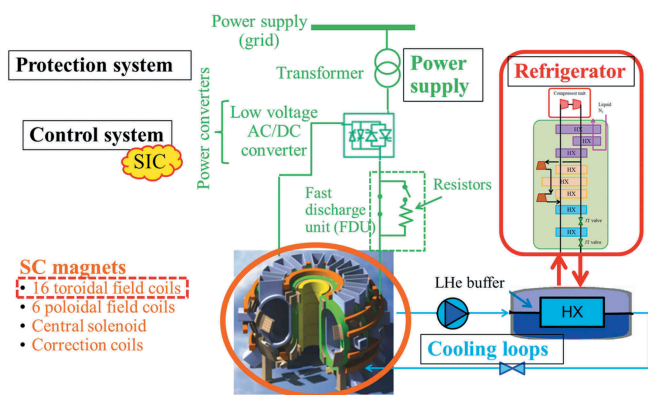 Power supply
(grid)
Protection system
Transformer
Power
supply
Refrigerator
Power converters
Low voltage
AC/DC
converter
Control system
SIC
Compressor unit
Liquid
N₂
HX
HX
HX
HX
HX
HX
HX
JT valve
HX
JT valve
Fast
discharge
unit (FDU)
Resistors
SC magnets
• 16 toroidal field coils
• 6 poloidal field coils
• Central solenoid
• Correction coils
LHe buffer
HX
Cooling loops